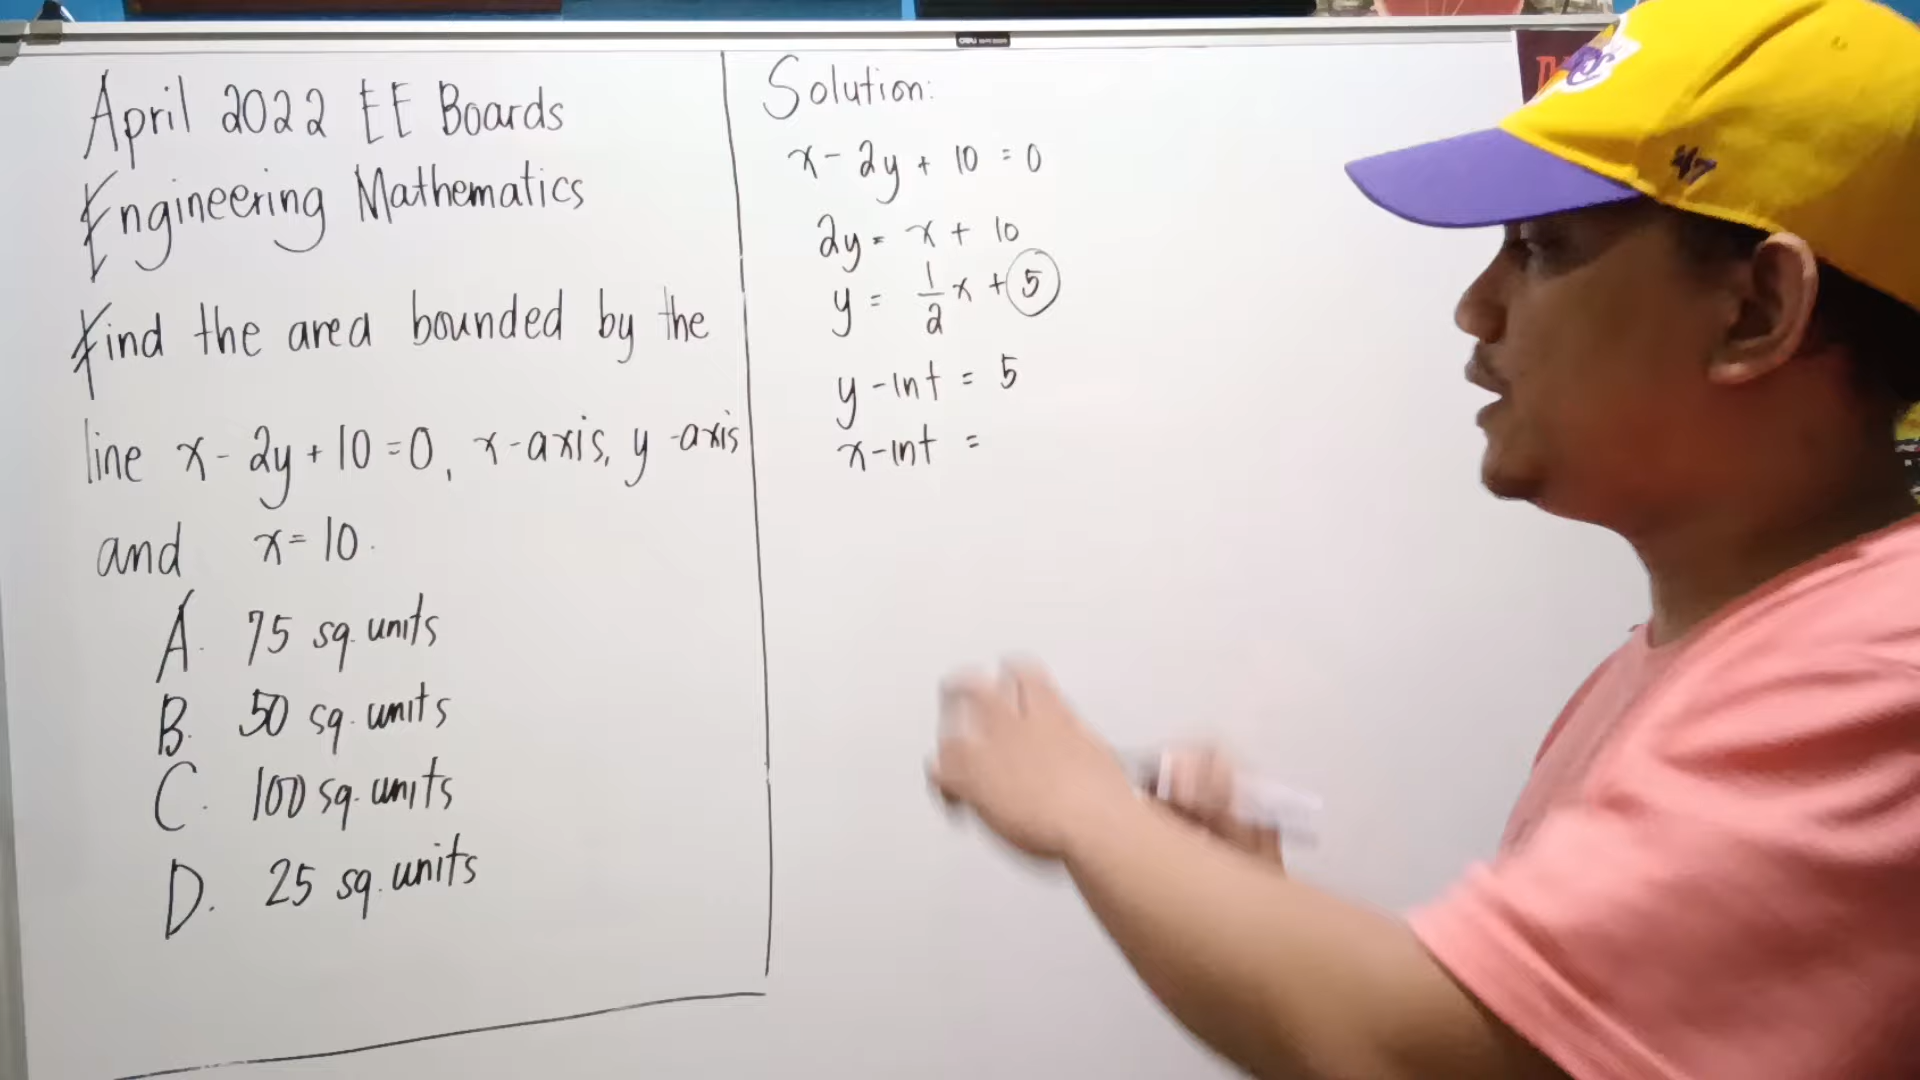 April 2022 EE Boards
Engineering Mathematics
Find the area bounded by the
line x - 2y + 10 = 0, x-axis, y-axis
and x = 10.
A. 75 sq. units
B. 50 sq. units
C. 100 sq. units
D. 25 sq. units
Solution:
x - 2y + 10 = 0
2y = x + 10
y = 1/2 x + 5
y-int = 5
x-int =
'47